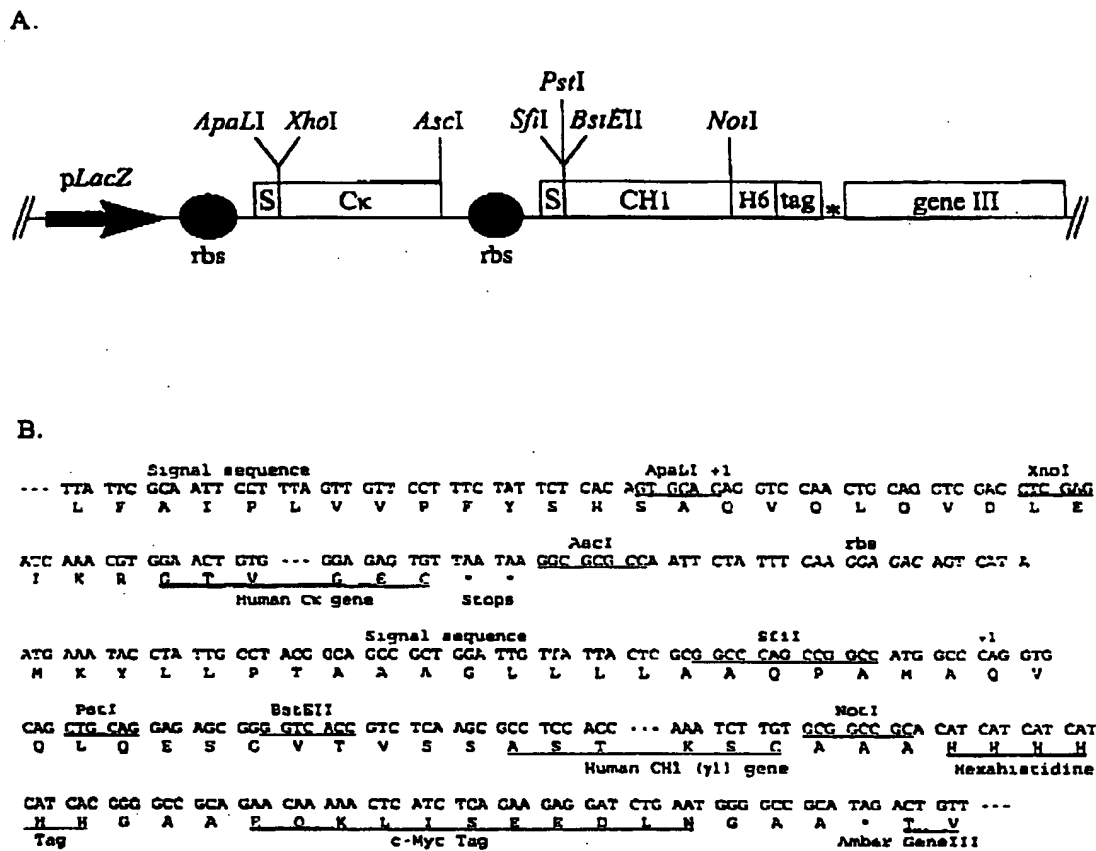 A.
PstI
ApaLI XhoI AscI SfiI BstEII NotI
pLacZ
S Cκ S CH1 H6 tag * gene III
rbs rbs
B.
Signal sequence ApaLI +1 XhoI
--- TTA TTC GCA ATT CCT TTA GTT GTT CCT TTC TAT TCT CAC AGT GCA CAG GTC CAA CTG CAG GTC GAC CTC GAG
L F A I P L V V P F Y S H S A Q V Q L Q V D L E
ATC AAA CGT GGA ACT GTG --- GGA GAG TGT TAA TAA GGC GCG CCA ATT CTA TTT CAA GGA GAC AGT CAT A
AscI rbs
I K R G T V G E C * *
Human Cκ gene Stops
Signal sequence SfiI +1
ATG AAA TAC CTA TTG CCT ACG GCA GCC GCT GGA TTG TTA TTA CTC GCG GCC CAG CCG GCC ATG GCC CAG GTG
M K Y L L P T A A A G L L L L A A Q P A M A Q V
PstI BstEII NotI
CAG CTG CAG GAG AGC GGG GTC ACC GTC TCA AGC GCC TCC ACC --- AAA TCT TGT GCG GCC GCA CAT CAT CAT CAT
Q L Q E S G V T V S S A S T K S C A A A H H H H
Human CH1 (γ1) gene Hexahistidine
CAT CAC GGG GCC GCA GAA CAA AAA CTC ATC TCA GAA GAG GAT CTG AAT GGG GCC GCA TAG ACT GTT ---
H H G A A E Q K L I S E E D L N G A A * T V
Tag c-Myc Tag Amber GeneIII